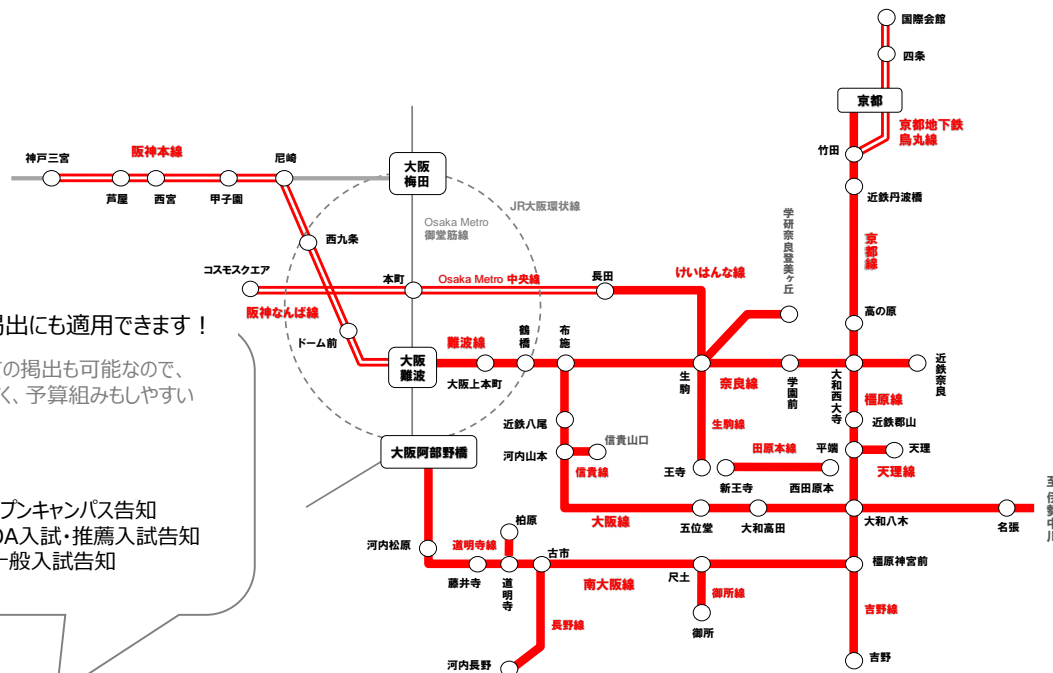 国際会館
四条
京都
京都地下鉄
烏丸線
竹田
近鉄丹波橋
京都線
高の原
神戸三宮
阪神本線
尼崎
芦屋
西宮
甲子園
大阪
梅田
JR大阪環状線
Osaka Metro
御堂筋線
西九条
コスモスクエア
本町
Osaka Metro 中央線
長田
けいはんな線
学研奈良登美ヶ丘
阪神なんば線
ドーム前
大阪
難波
難波線
大阪上本町
鶴橋
布施
生駒
奈良線
学園前
大和西大寺
近鉄奈良
橿原線
近鉄郡山
掲出にも適用できます！
ての掲出も可能なので、
く、予算組みもしやすい
プンキャンパス告知
OA入試・推薦入試告知
一般入試告知
大阪阿部野橋
近鉄八尾
河内山本
信貴山口
信貴線
生駒線
王寺
田原本線
新王寺
西田原本
平端
天理
天理線
大阪線
五位堂
大和高田
大和八木
名張
至伊勢中川
河内松原
道明寺線
柏原
藤井寺
道明寺
古市
南大阪線
尺土
御所線
御所
橿原神宮前
長野線
河内長野
吉野線
吉野